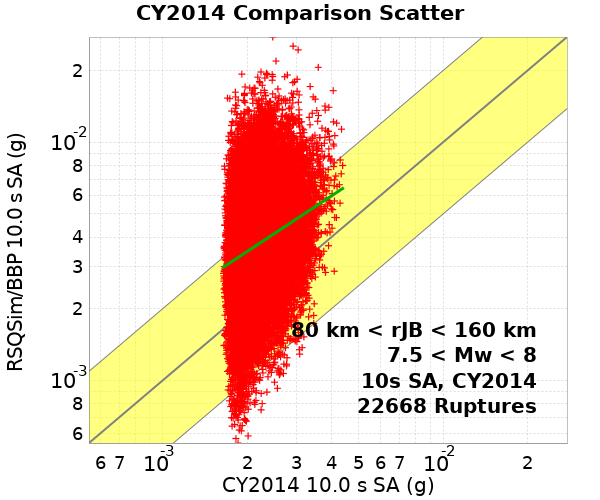 CY2014 Comparison Scatter
RSQSim/BBP 10.0 s SA (g)
2
10-2
8
6
4
3
2
10-3
8
6
80 km < rJB < 160 km
7.5 < Mw < 8
10s SA, CY2014
22668 Ruptures
6 7 10-3 2 3 4 5 6 7 10-2 2
CY2014 10.0 s SA (g)